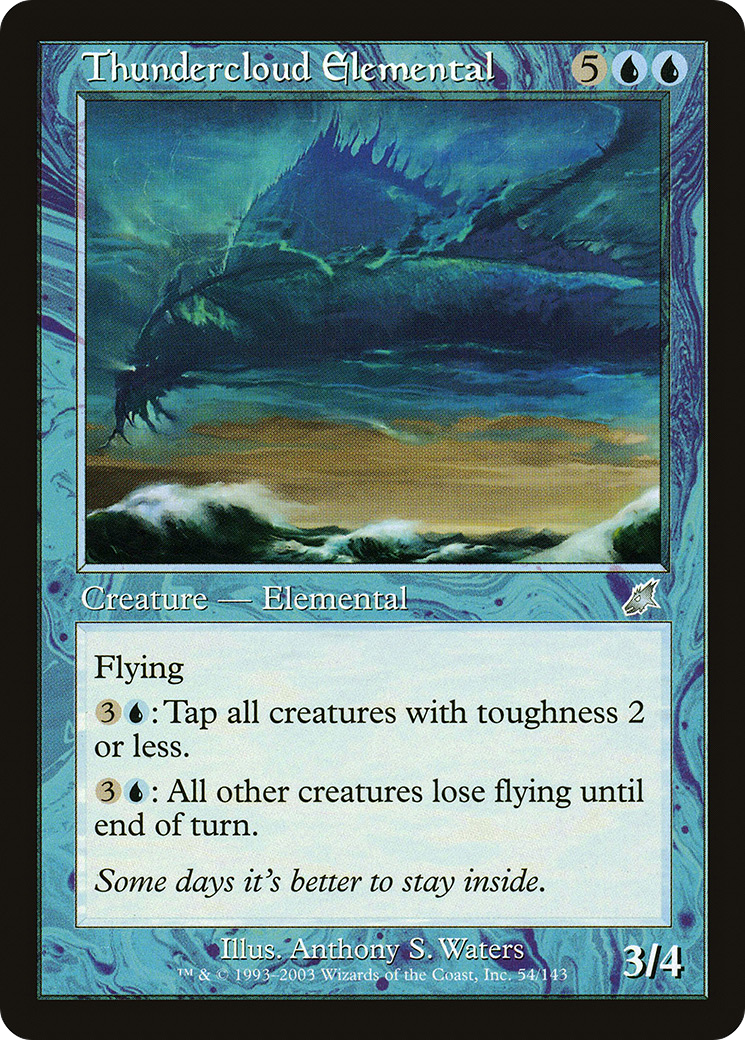 Thundercloud Elemental 5
Creature — Elemental
Flying
3: Tap all creatures with toughness 2
or less.
3: All other creatures lose flying until
end of turn.
Some days it's better to stay inside.
Illus. Anthony S. Waters
™ & © 1993-2003 Wizards of the Coast, Inc. 54/143
3/4